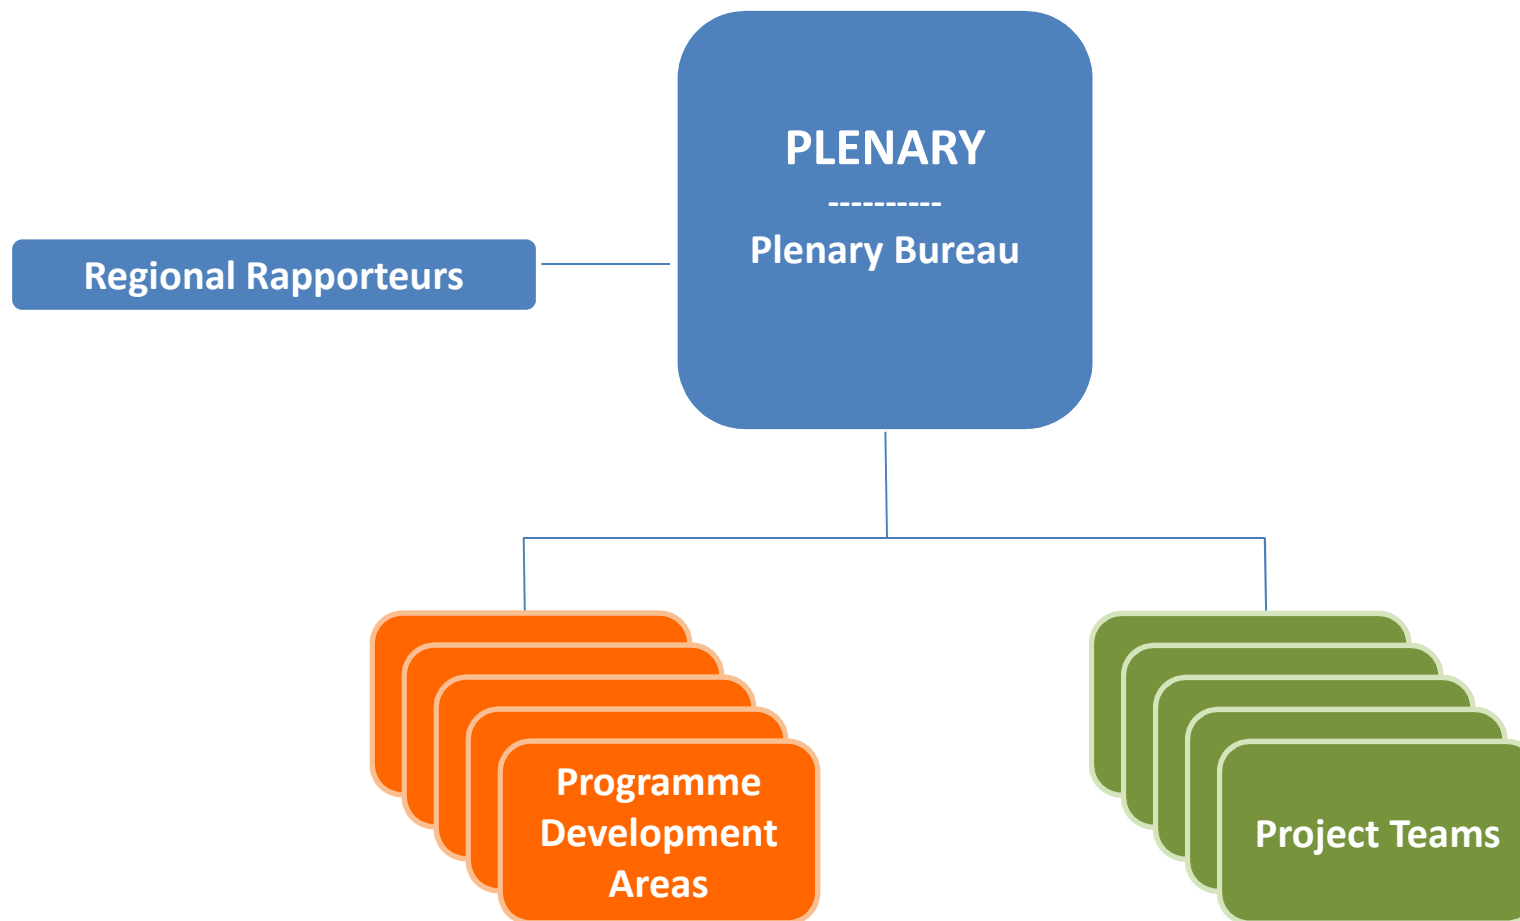 PLENARY
----------
Plenary Bureau
Regional Rapporteurs
Programme
Development
Areas
Project Teams